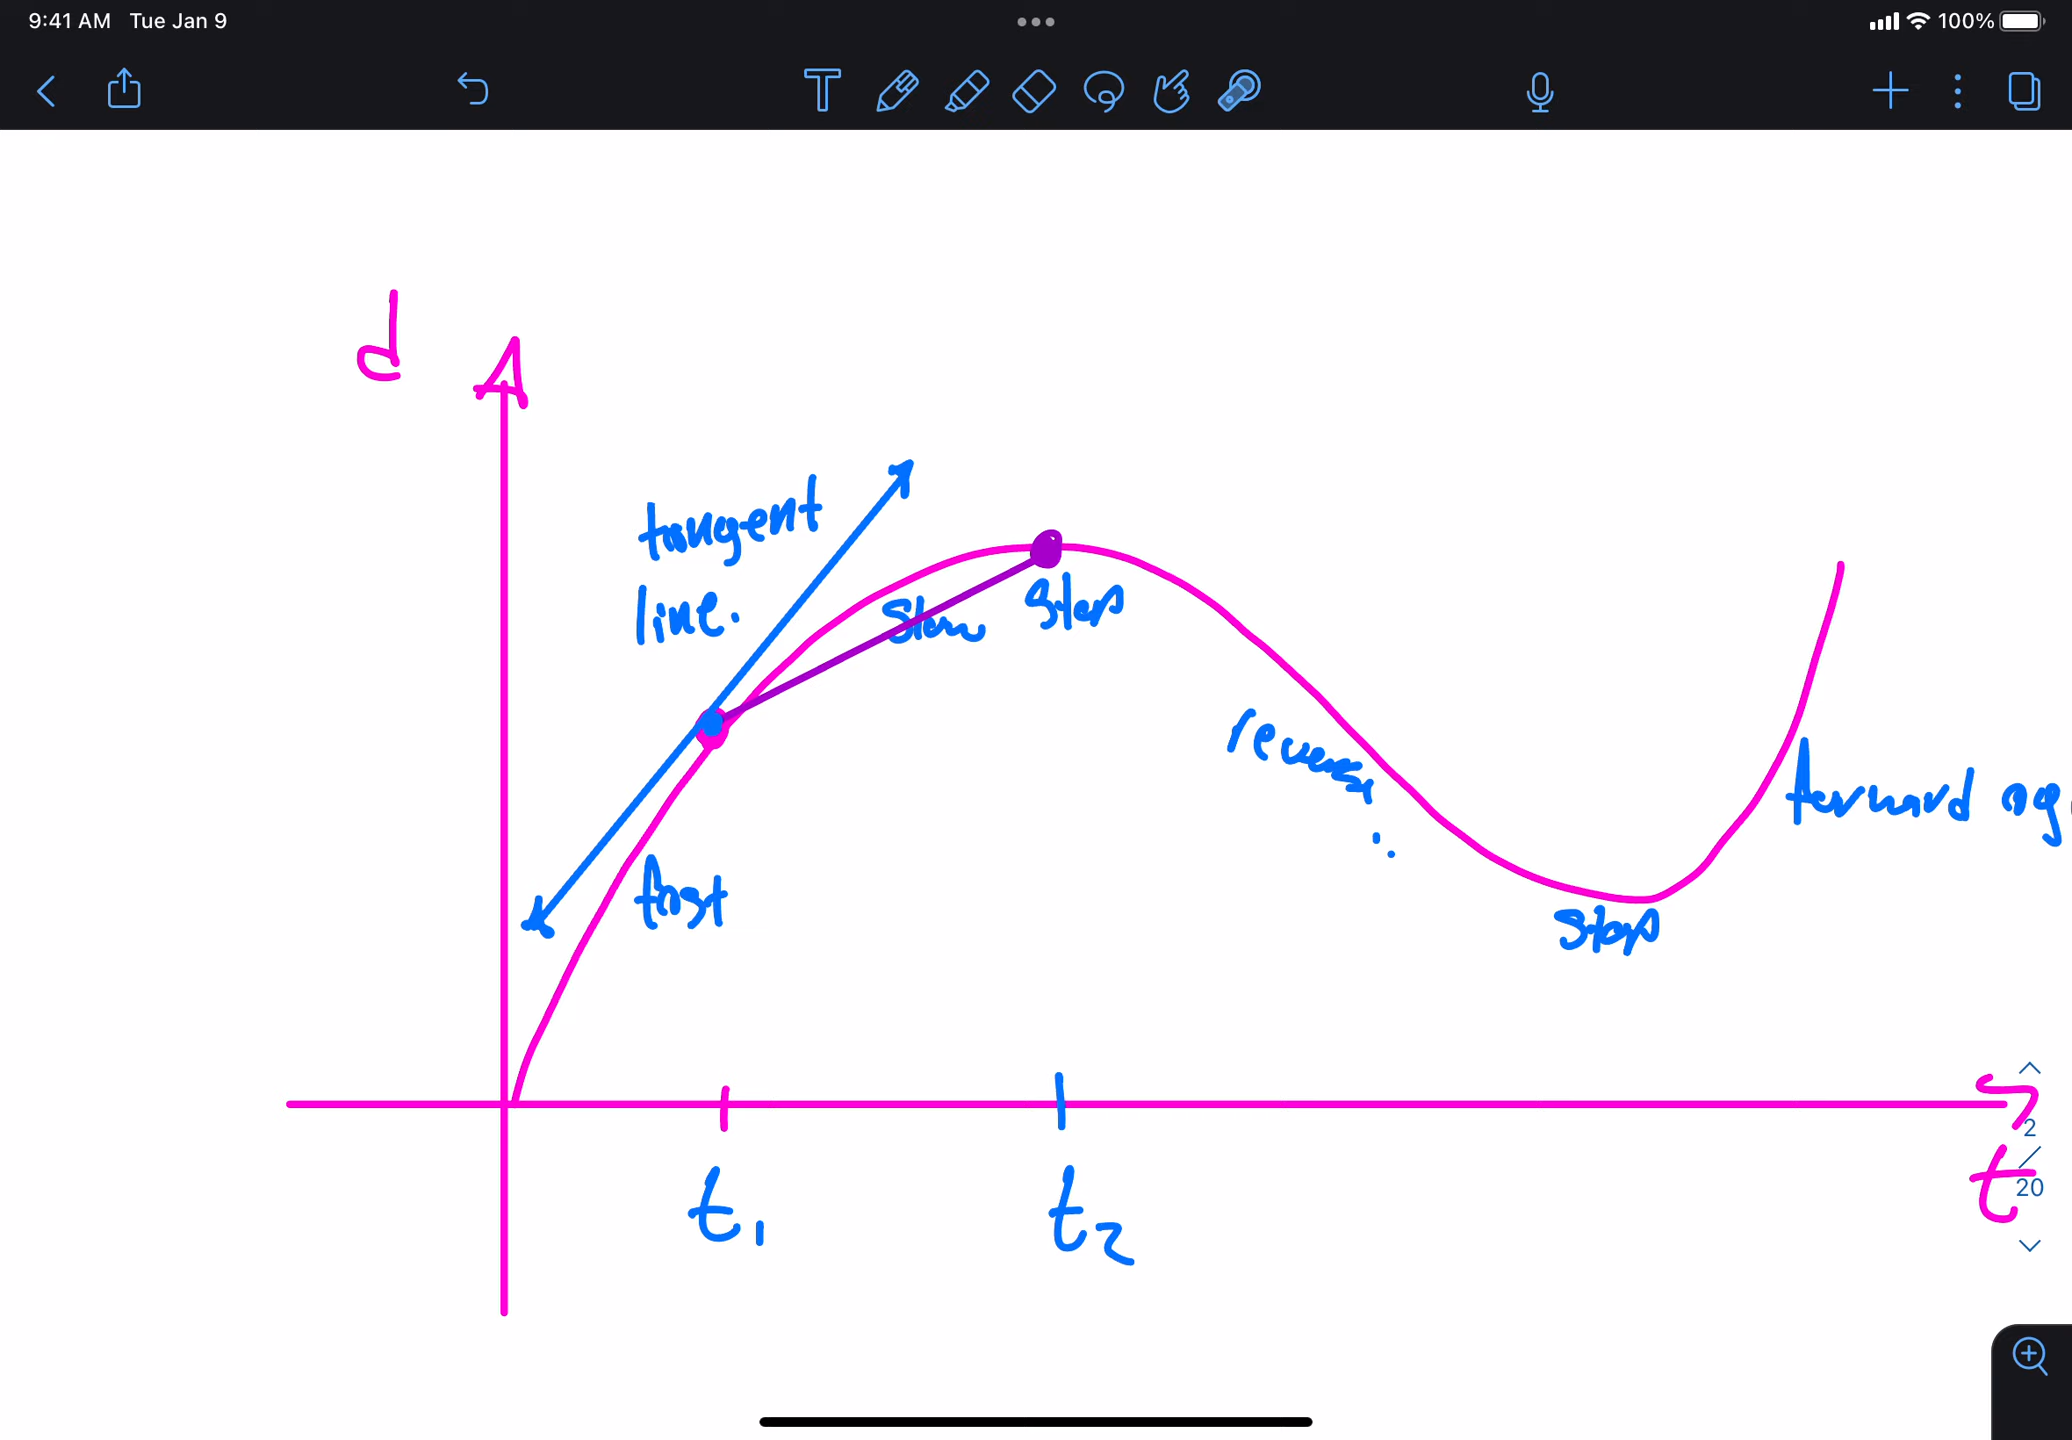 9:41 AM Tue Jan 9
100%
T
d
tangent
line.
slow
stops
reverse
forward ag
fast
stops
t₁
t₂
t
2
20